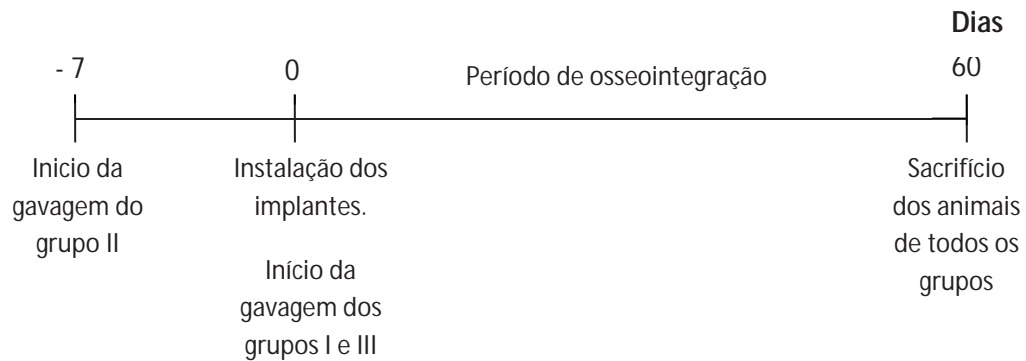 Dias
- 7
0
Período de osseointegração
60
Inicio da
gavagem do
grupo II
Instalação dos
implantes.
Início da
gavagem dos
grupos I e III
Sacrifício
dos animais
de todos os
grupos